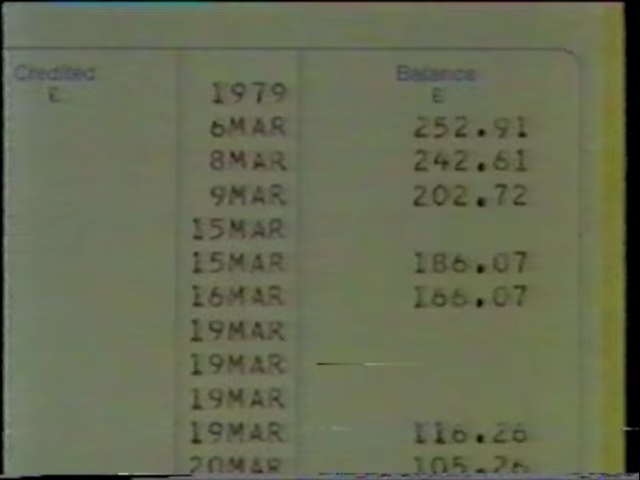 Credited Balance
£ 1979 £
6MAR 252.91
8MAR 242.61
9MAR 202.72
15MAR
15MAR 186.07
16MAR 166.07
19MAR
19MAR
19MAR
19MAR 116.26
20MAR 105.26